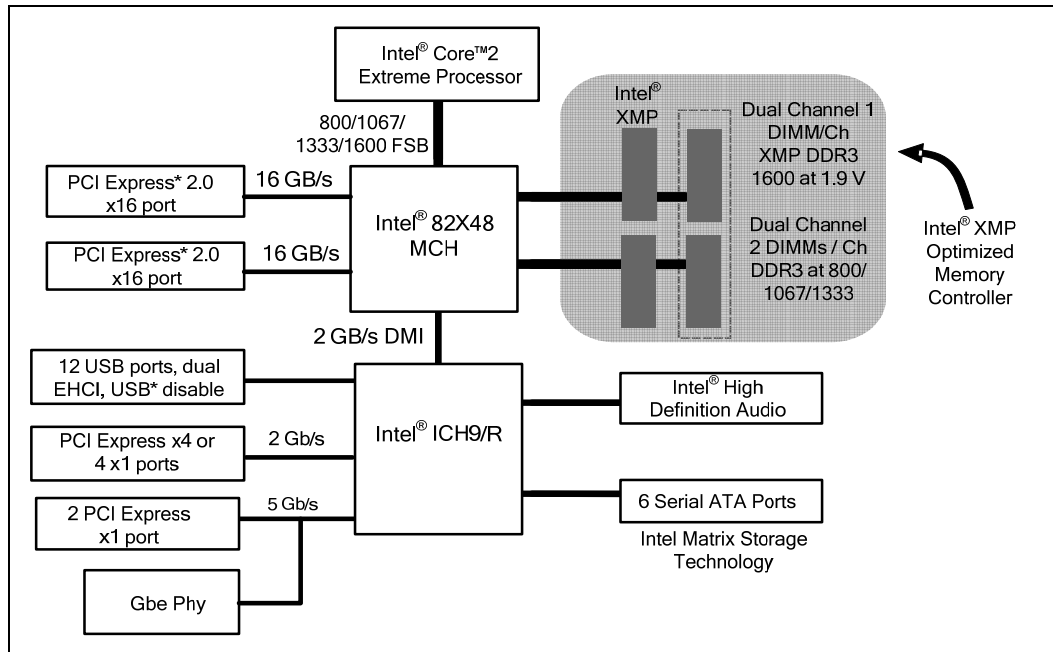 Intel® Core™2
Extreme Processor
800/1067/
1333/1600 FSB
Intel®
XMP
Dual Channel 1
DIMM/Ch
XMP DDR3
1600 at 1.9 V
Dual Channel
2 DIMMs / Ch
DDR3 at 800/
1067/1333
Intel® XMP
Optimized
Memory
Controller
PCI Express* 2.0
x16 port
16 GB/s
PCI Express* 2.0
x16 port
16 GB/s
Intel® 82X48
MCH
2 GB/s DMI
12 USB ports, dual
EHCI, USB* disable
PCI Express x4 or
4 x1 ports
2 Gb/s
2 PCI Express
x1 port
5 Gb/s
Gbe Phy
Intel® ICH9/R
Intel® High
Definition Audio
6 Serial ATA Ports
Intel Matrix Storage
Technology